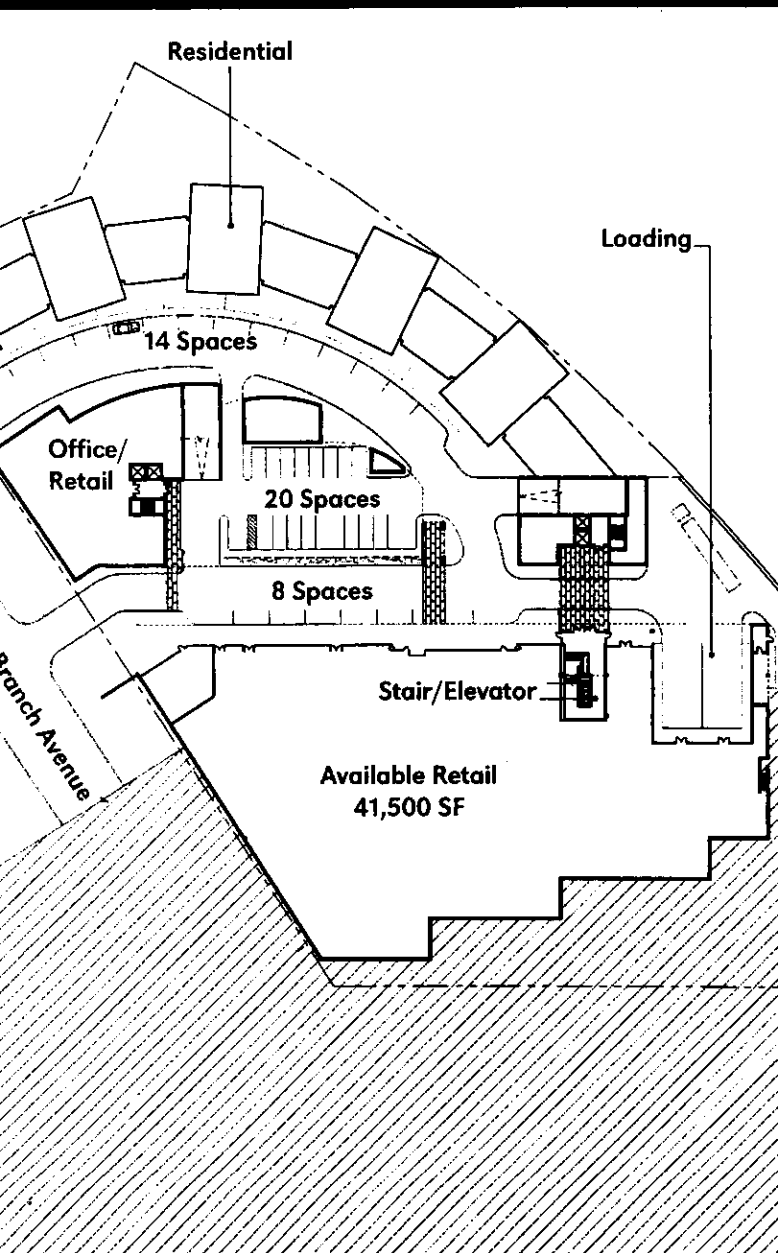 Residential
Loading
14 Spaces
Office/
Retail
20 Spaces
8 Spaces
Stair/Elevator
Branch Avenue
Available Retail
41,500 SF